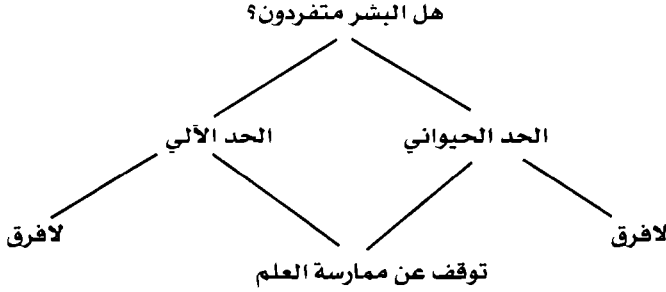 هل البشر متفردون؟
الحد الحيواني
الحد الآلي
لافرق
لافرق
توقف عن ممارسة العلم